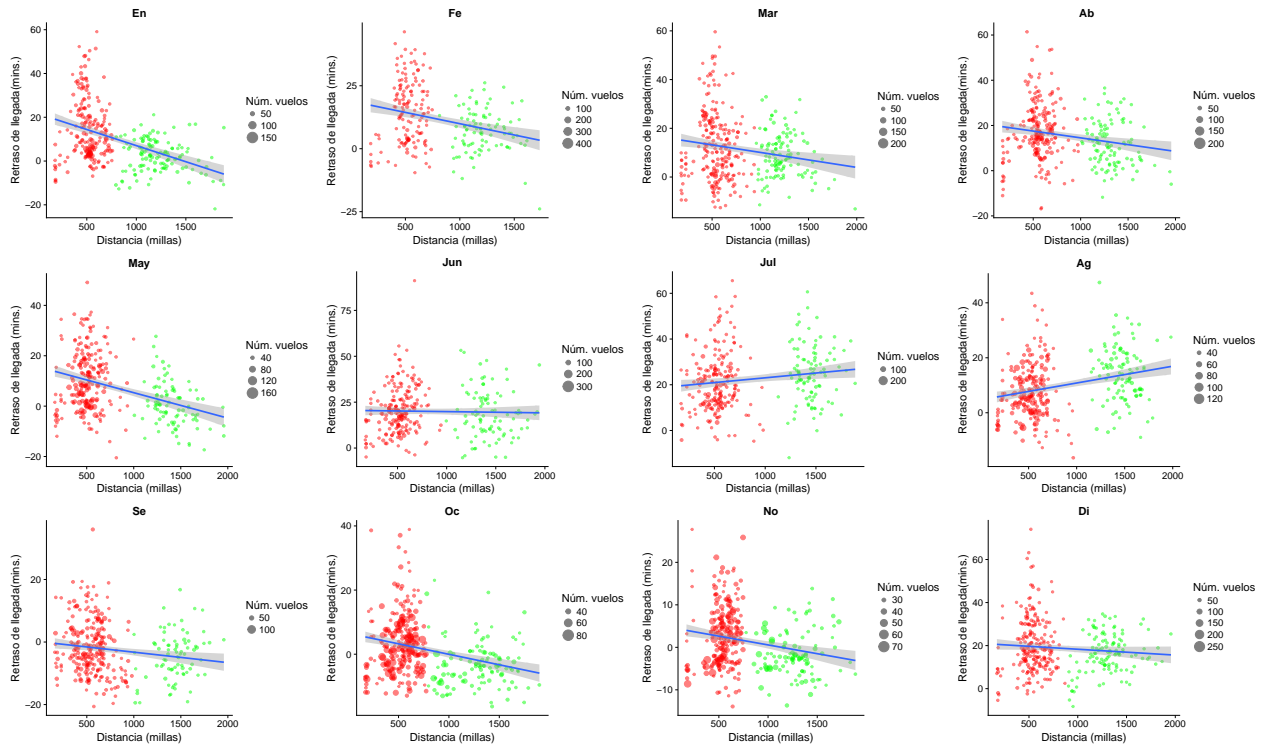 En
Retraso de llegada(mins.)
60
40
20
0
−20
500
1000
1500
Distancia (millas)
Núm. vuelos
50
100
150
Fe
Retraso de llegada(mins.)
25
0
−25
500
1000
1500
Distancia (millas)
Núm. vuelos
100
200
300
400
Mar
Retraso de llegada(mins.)
60
40
20
0
500
1000
1500
2000
Distancia (millas)
Núm. vuelos
50
100
150
200
Ab
Retraso de llegada(mins.)
60
40
20
0
−20
500
1000
1500
2000
Distancia (millas)
Núm. vuelos
50
100
150
200
May
Retraso de llegada (mins.)
40
20
0
−20
500
1000
1500
2000
Distancia (millas)
Núm. vuelos
40
80
120
160
Jun
Retraso de llegada (mins.)
75
50
25
0
500
1000
1500
2000
Distancia (millas)
Núm. vuelos
100
200
300
Jul
Retraso de llegada (mins.)
60
40
20
0
500
1000
1500
Distancia (millas)
Núm. vuelos
100
200
Ag
Retraso de llegada (mins.)
40
20
0
500
1000
1500
2000
Distancia (millas)
Núm. vuelos
40
60
80
100
120
Se
Retraso de llegada(mins.)
20
0
−20
500
1000
1500
2000
Distancia (millas)
Núm. vuelos
50
100
Oc
Retraso de llegada(mins.)
40
20
0
500
1000
1500
Distancia (millas)
Núm. vuelos
40
60
80
No
Retraso de llegada (mins.)
20
10
0
−10
500
1000
1500
Distancia (millas)
Núm. vuelos
30
40
50
60
70
Di
Retraso de llegada (mins.)
60
40
20
0
500
1000
1500
2000
Distancia (millas)
Núm. vuelos
50
100
150
200
250